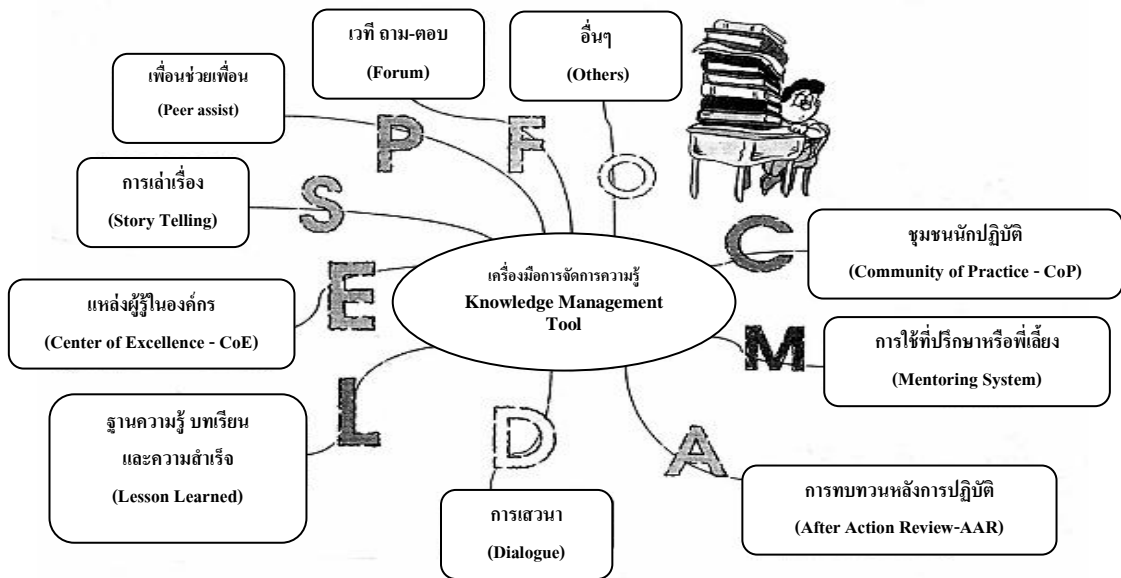 เวที ถาม-ตอบ
(Forum)
อื่นๆ
(Others)
เพื่อนช่วยเพื่อน
(Peer assist)
P
F
O
การเล่าเรื่อง
(Story Telling)
S
C
ชุมชนนักปฏิบัติ
(Community of Practice - CoP)
เครื่องมือการจัดการความรู้
Knowledge Management
Tool
แหล่งผู้รู้ในองค์กร
(Center of Excellence - CoE)
E
M
การใช้ที่ปรึกษาหรือพี่เลี้ยง
(Mentoring System)
ฐานความรู้ บทเรียน
และความสำเร็จ
(Lesson Learned)
L
D
A
การเสวนา
(Dialogue)
การทบทวนหลังการปฏิบัติ
(After Action Review-AAR)